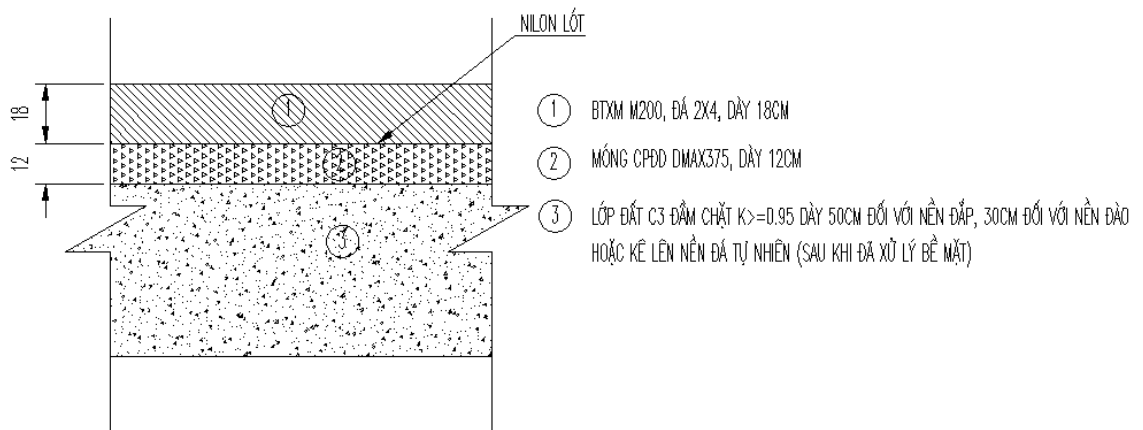 NILON LÓT
18
12
1
2
3
1 BTXM M200, ĐÁ 2X4, DÀY 18CM
2 MÓNG CPĐD DMAX375, DÀY 12CM
3 LỚP ĐẤT C3 ĐẦM CHẶT K>=0.95 DÀY 50CM ĐỐI VỚI NỀN ĐẮP, 30CM ĐỐI VỚI NỀN ĐÀO
HOẶC KÊ LÊN NỀN ĐÁ TỰ NHIÊN (SAU KHI ĐÃ XỬ LÝ BỀ MẶT)